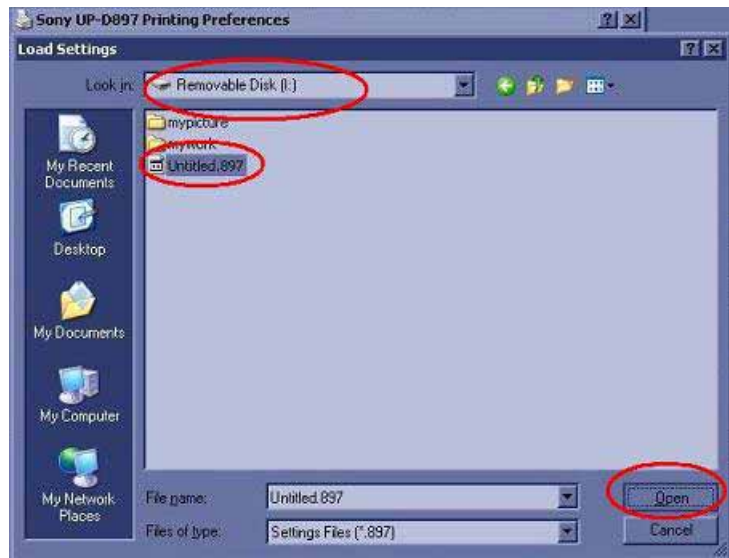 Sony UP-D897 Printing Preferences
Load Settings
Look in:
Removable Disk (I:)
mypicture
mywork
Untitled.897
My Recent
Documents
Desktop
My Documents
My Computer
My Network
Places
File name:
Untitled.897
Open
Files of type:
Settings Files (*.897)
Cancel